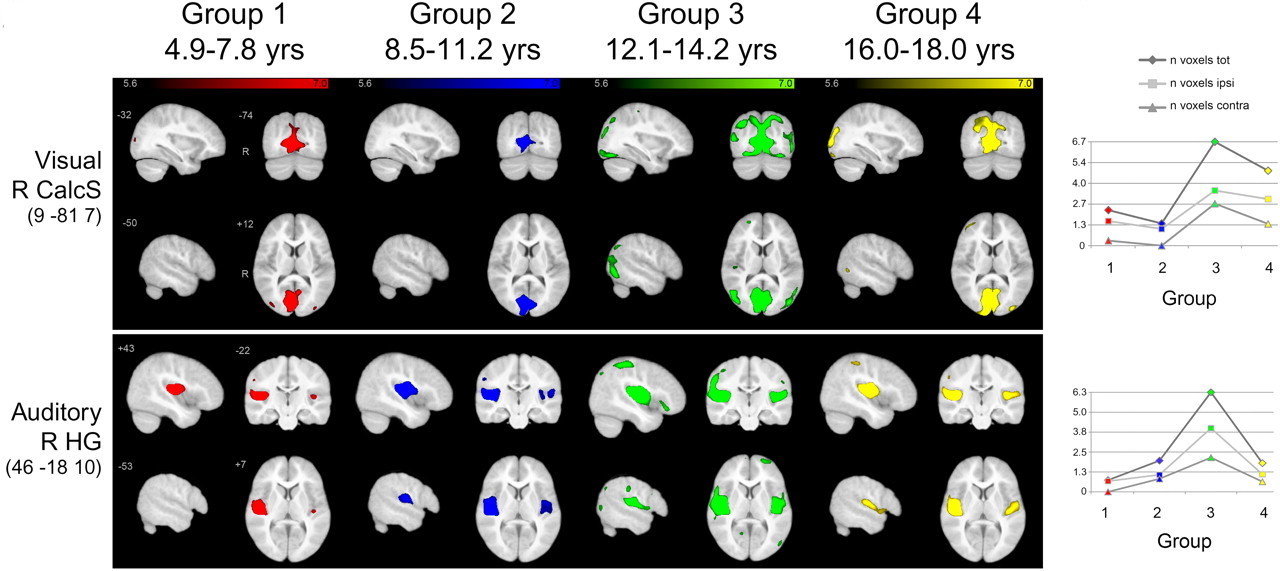 Group 1
4.9-7.8 yrs
Group 2
8.5-11.2 yrs
Group 3
12.1-14.2 yrs
Group 4
16.0-18.0 yrs
5.6 7.0
5.6 7.0
5.6 7.0
5.6 7.0
Visual
R CalcS
(9 -81 7)
-32
-74
R
-50
+12
R
Auditory
R HG
(46 -18 10)
+43
-22
-53
+7
n voxels tot
n voxels ipsi
n voxels contra
6.7
5.4
4.0
2.7
1.3
0
1 2 3 4
Group
6.3
5.0
3.8
2.5
1.3
0
1 2 3 4
Group